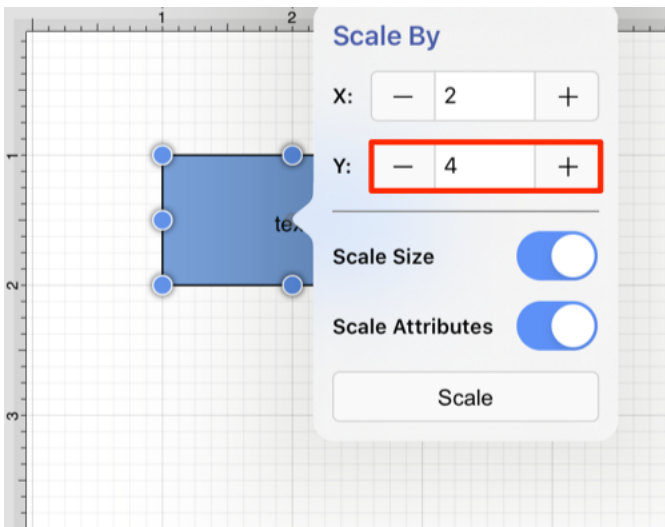 1 2
Scale By
X: — 2 +
Y: — 4 +
1
Scale Size
2
Scale Attributes
Scale
3